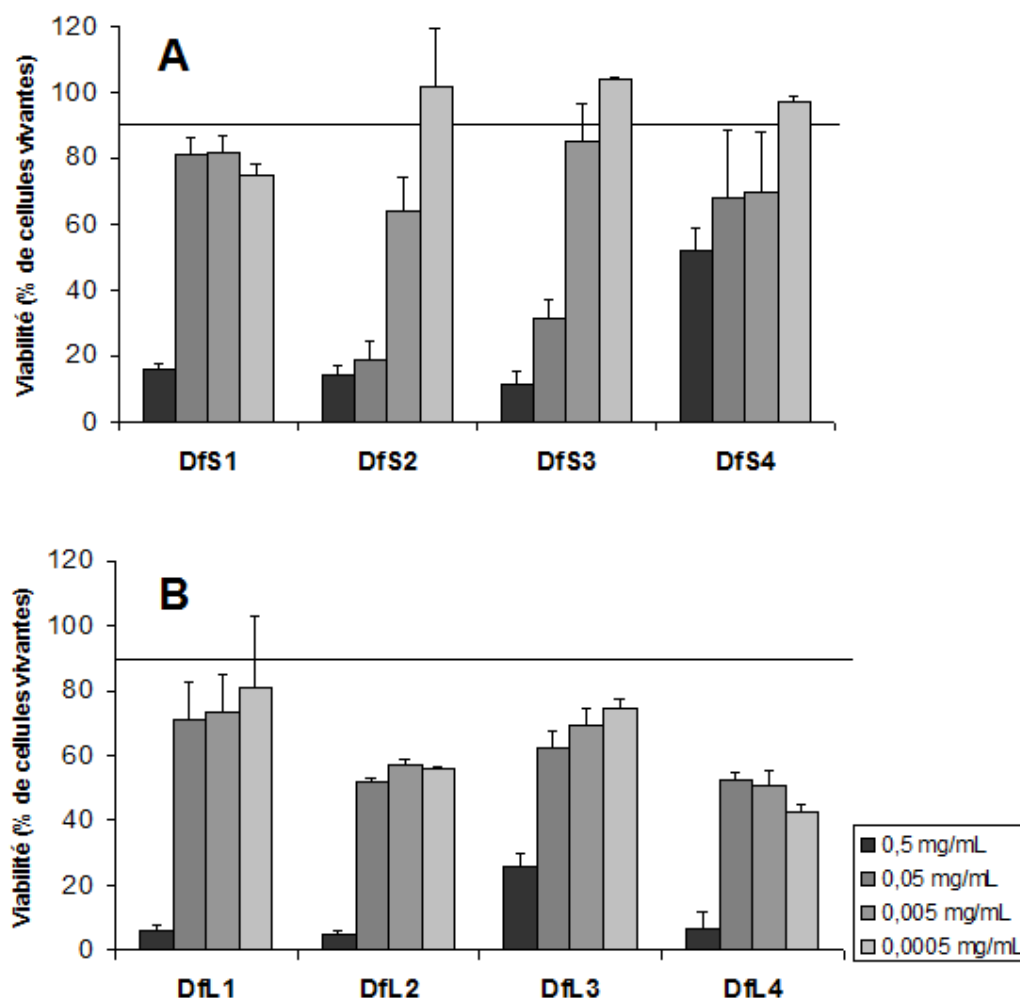 A
Viabilité (% de cellules vivantes)
120
100
80
60
40
20
0
DfS1 DfS2 DfS3 DfS4
B
Viabilité (% de cellules vivantes)
120
100
80
60
40
20
0
DfL1 DfL2 DfL3 DfL4
0,5 mg/mL
0,05 mg/mL
0,005 mg/mL
0,0005 mg/mL